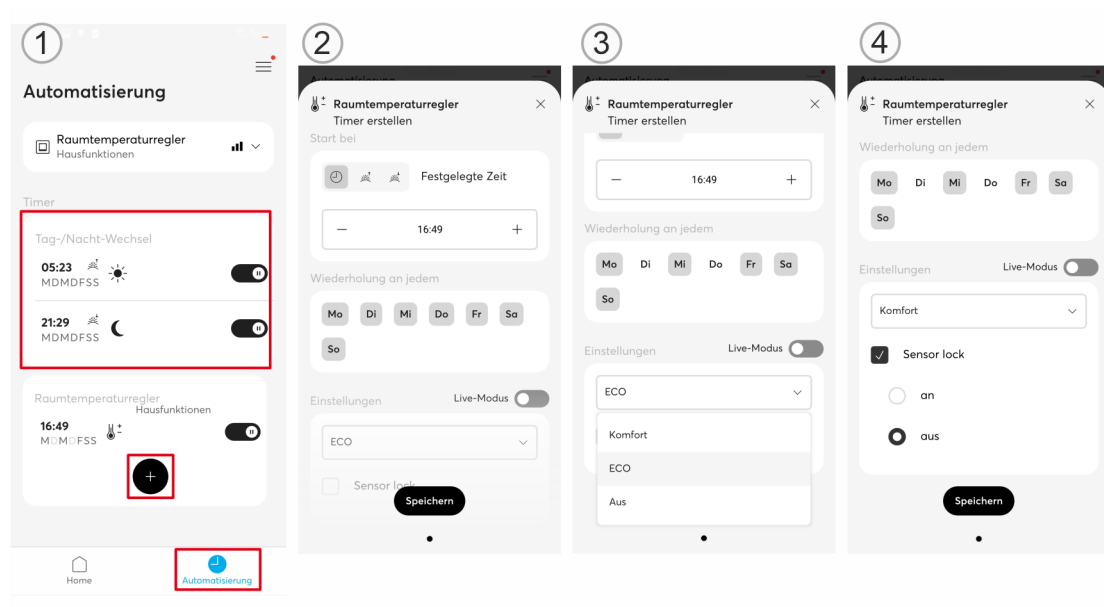 1
Automatisierung
Raumtemperaturregler
Hausfunktionen
Timer
Tag-/Nacht-Wechsel
05:23
MDMDFSS
21:29
MDMDFSS
Raumtemperaturregler
Hausfunktionen
16:49
MDMDFSS
+
Home
Automatisierung
2
Raumtemperaturregler
Timer erstellen
Start bei
Festgelegte Zeit
− 16:49 +
Wiederholung an jedem
Mo Di Mi Do Fr Sa
So
Einstellungen Live-Modus
ECO
Sensor lock
Speichern
3
Raumtemperaturregler
Timer erstellen
− 16:49 +
Wiederholung an jedem
Mo Di Mi Do Fr Sa
So
Einstellungen Live-Modus
ECO
Komfort
ECO
Aus
4
Raumtemperaturregler
Timer erstellen
Wiederholung an jedem
Mo Di Mi Do Fr Sa
So
Einstellungen Live-Modus
Komfort
Sensor lock
an
aus
Speichern